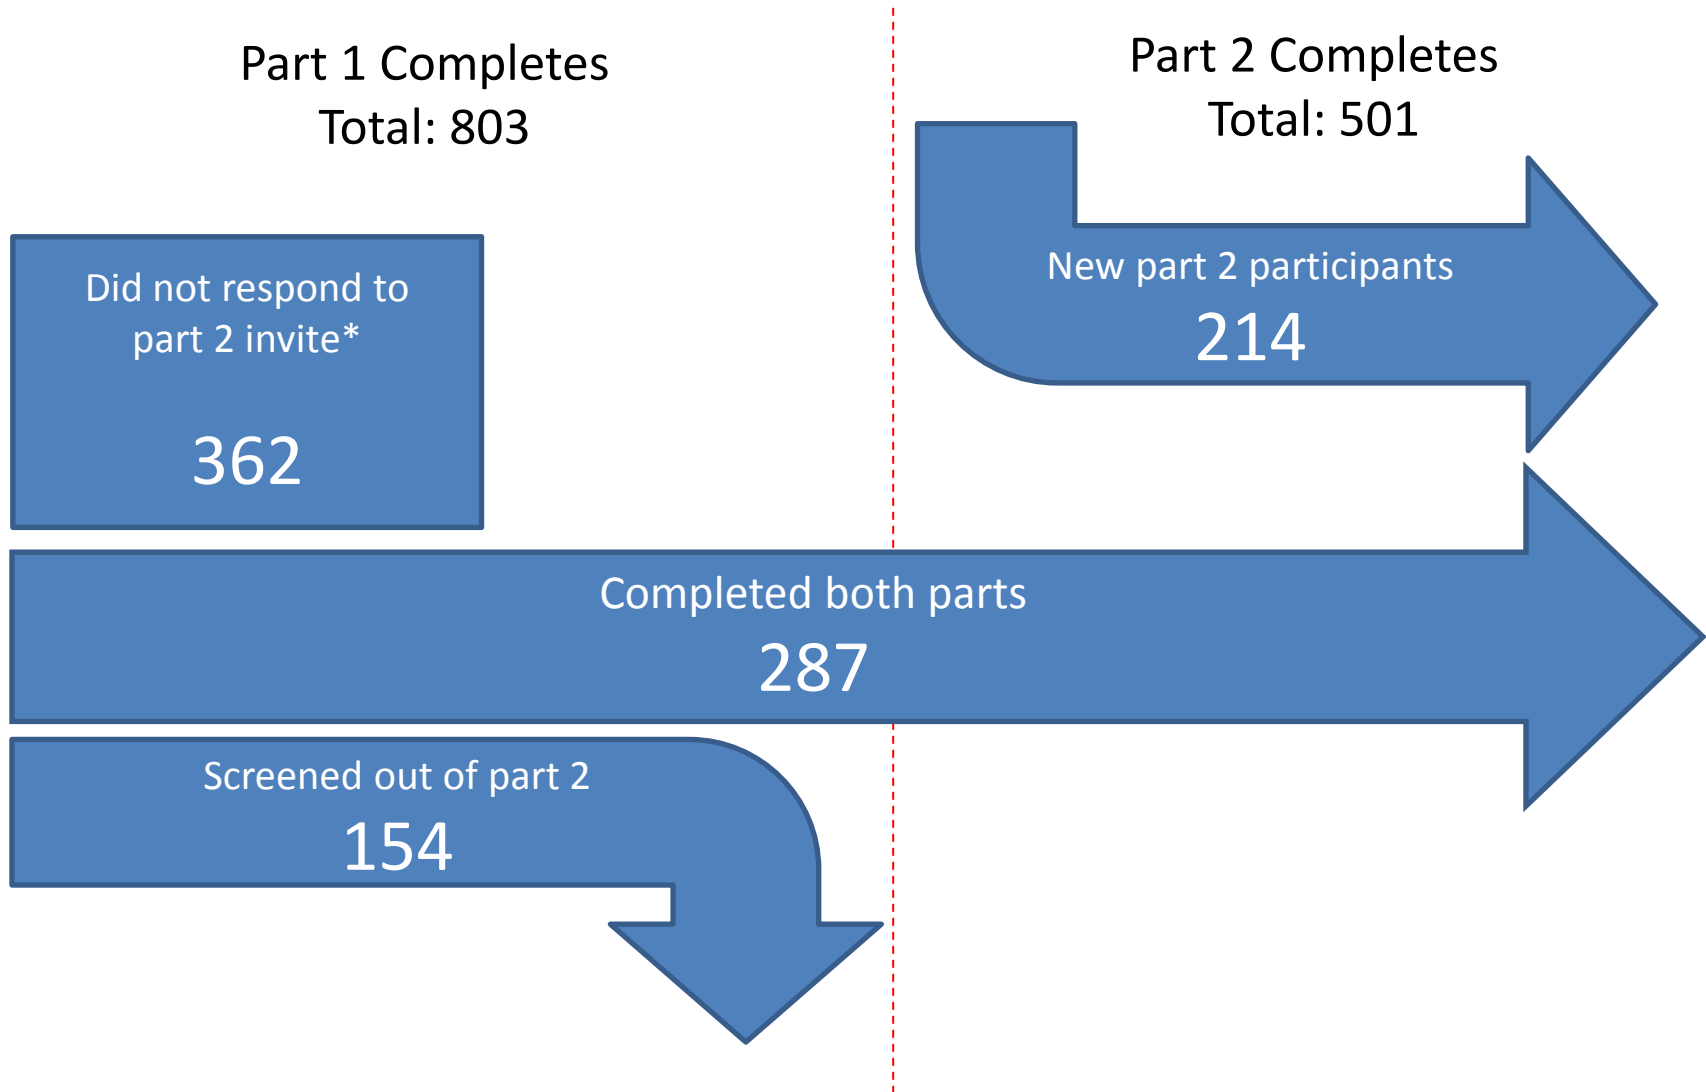 Part 1 Completes
Total: 803
Part 2 Completes
Total: 501
Did not respond to
part 2 invite*
362
New part 2 participants
214
Completed both parts
287
Screened out of part 2
154